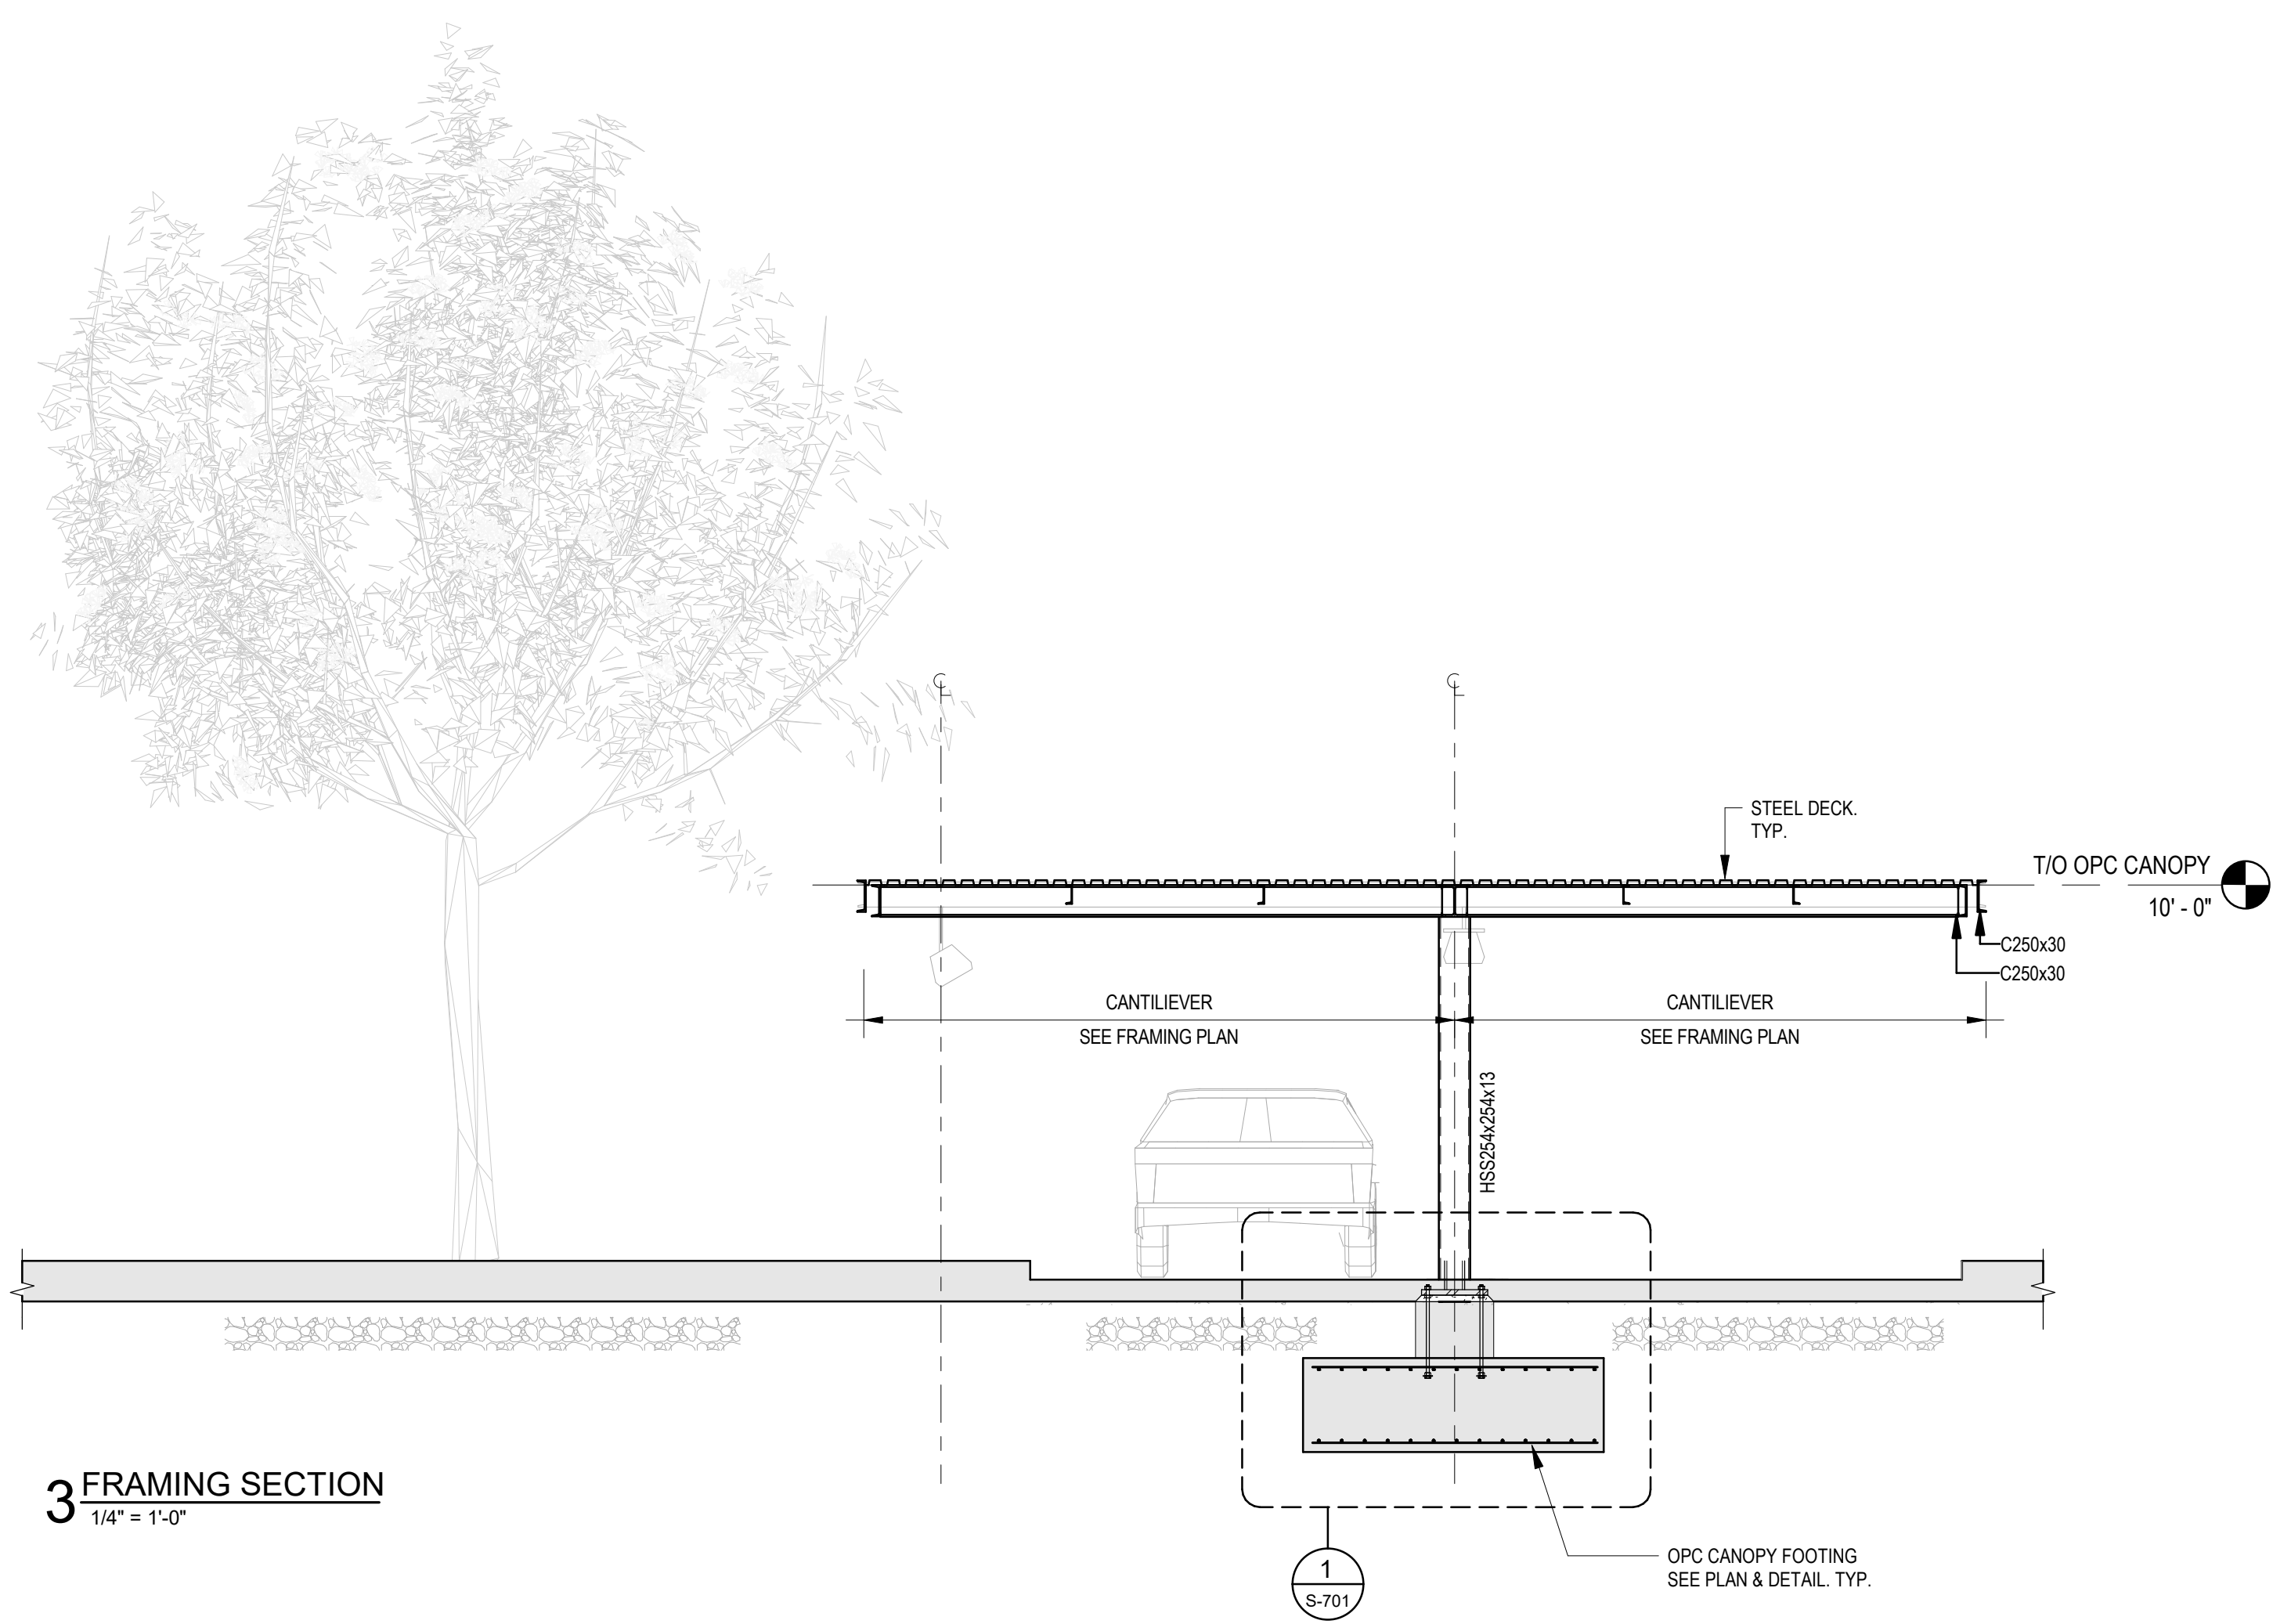 STEEL DECK.
TYP.
T/O OPC CANOPY
10' - 0"
C250x30
C250x30
CANTILIEVER
SEE FRAMING PLAN
CANTILIEVER
SEE FRAMING PLAN
HSS254x254x13
3 FRAMING SECTION
1/4" = 1'-0"
OPC CANOPY FOOTING
SEE PLAN & DETAIL. TYP.
1
S-701